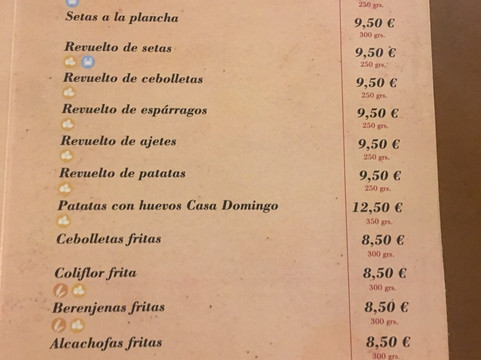 250 grs.
Setas a la plancha 9,50 €
300 grs.
Revuelto de setas 9,50 €
250 grs.
Revuelto de cebolletas 9,50 €
250 grs.
Revuelto de espárragos 9,50 €
250 grs.
Revuelto de ajetes 9,50 €
250 grs.
Revuelto de patatas 9,50 €
250 grs.
Patatas con huevos Casa Domingo 12,50 €
350 grs.
Cebolletas fritas 8,50 €
300 grs.
Coliflor frita 8,50 €
300 grs.
Berenjenas fritas 8,50 €
300 grs.
Alcachofas fritas 8,50 €
300 grs.